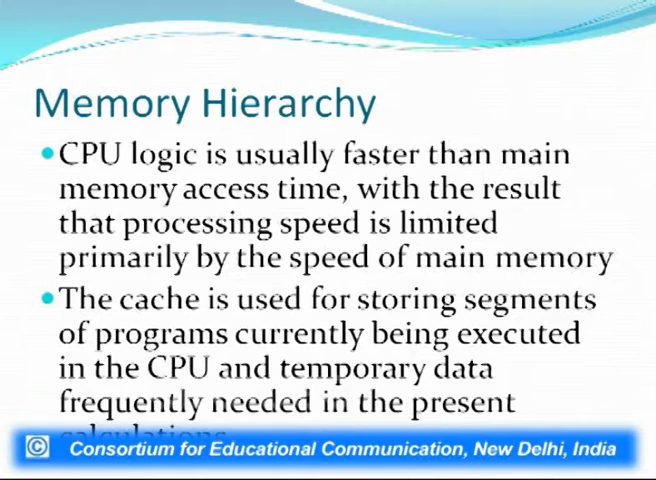 Memory Hierarchy
CPU logic is usually faster than main
memory access time, with the result
that processing speed is limited
primarily by the speed of main memory
The cache is used for storing segments
of programs currently being executed
in the CPU and temporary data
frequently needed in the present
calculations
© Consortium for Educational Communication, New Delhi, India